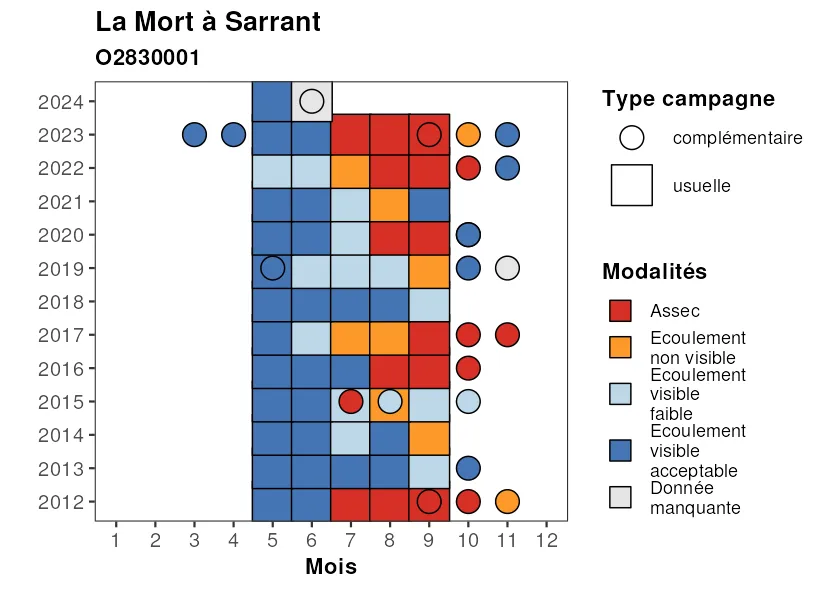 La Mort à Sarrant
O2830001
2024
2023
2022
2021
2020
2019
2018
2017
2016
2015
2014
2013
2012
1 2 3 4 5 6 7 8 9 10 11 12
Mois
Type campagne
complémentaire
usuelle
Modalités
Assec
Ecoulement
non visible
Ecoulement
visible
faible
Ecoulement
visible
acceptable
Donnée
manquante